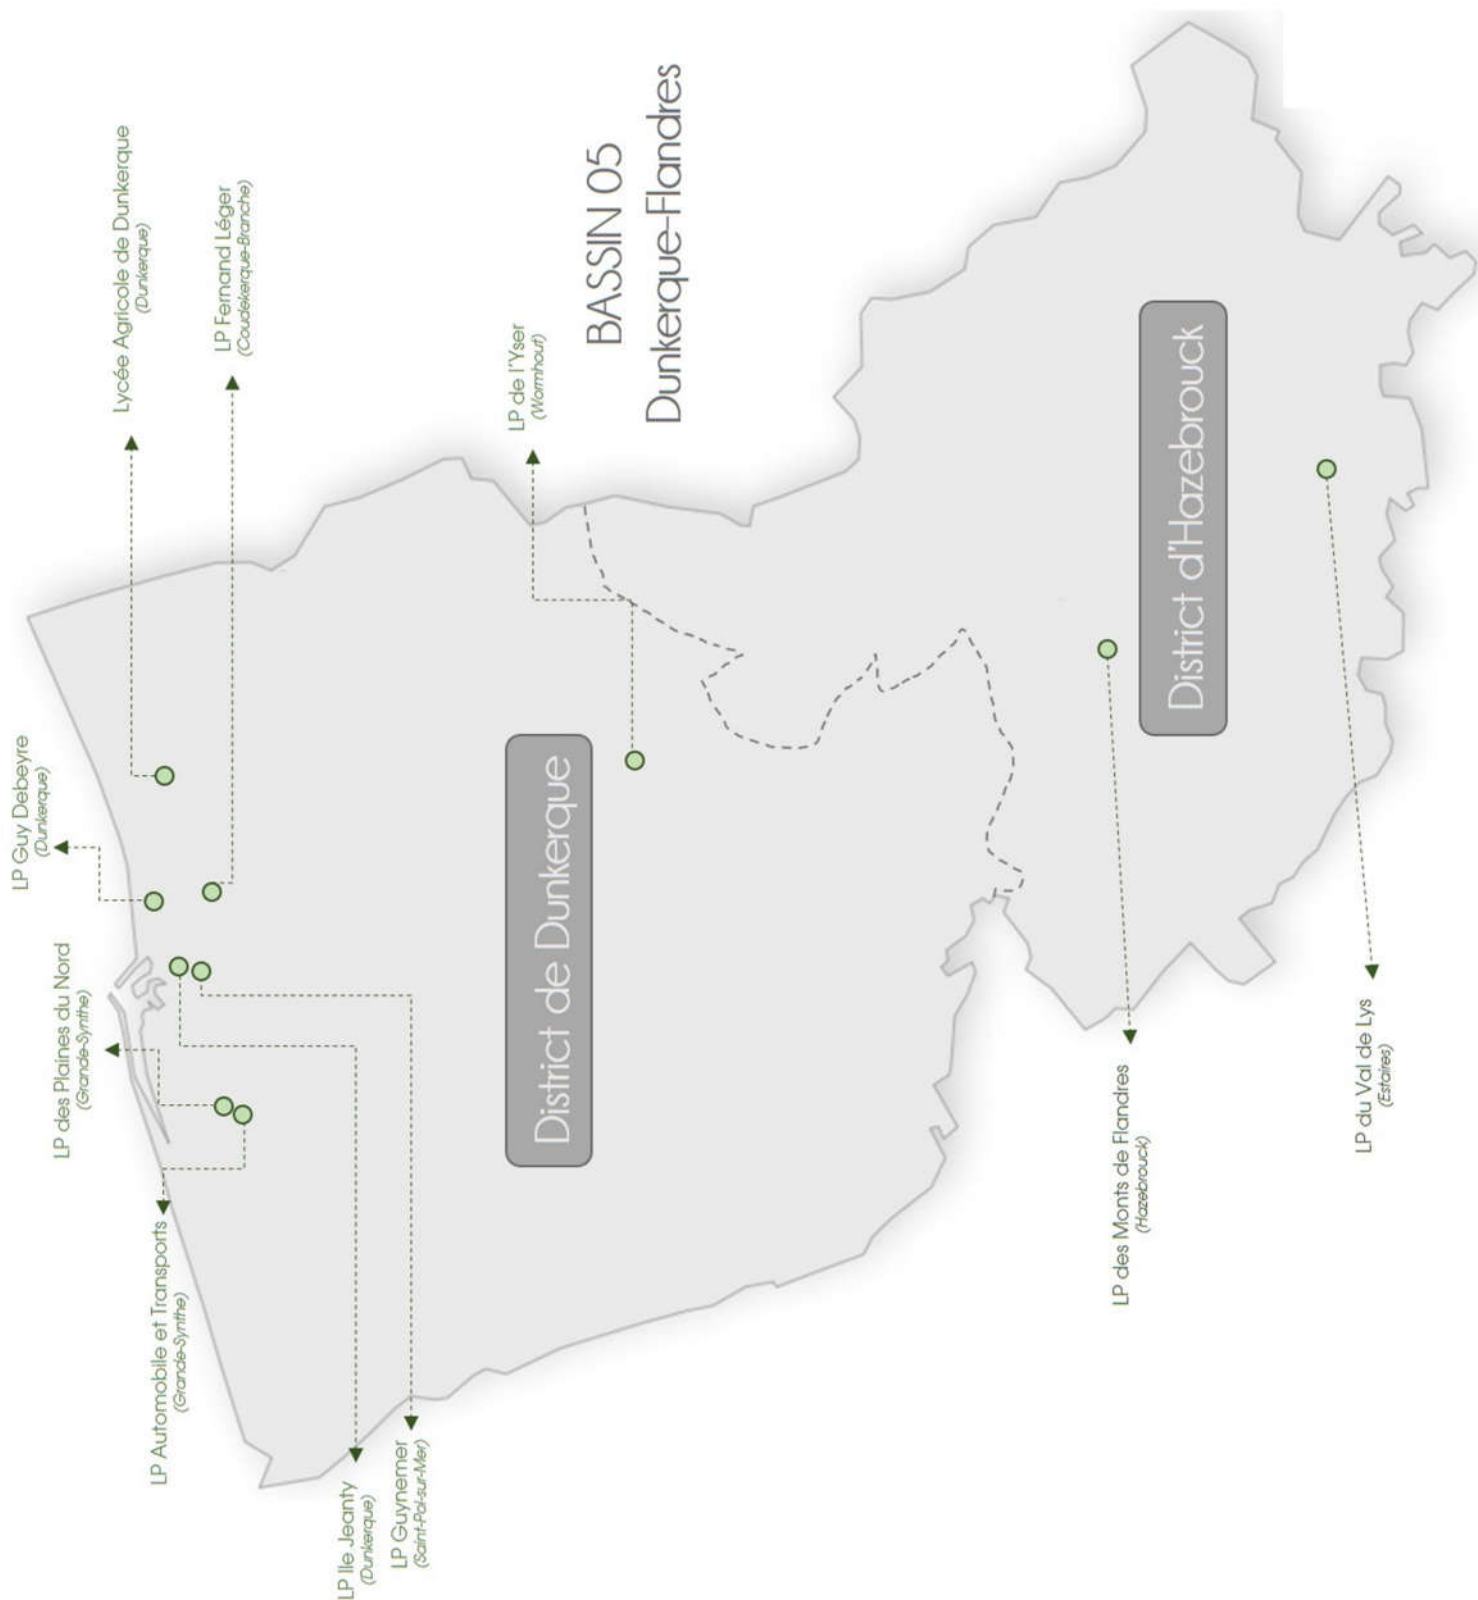 BASSIN 05
Dunkerque-Flandres
LP Guy Debeyre
(Dunkerque)
Lycée Agricole de Dunkerque
(Dunkerque)
LP Fernand Léger
(Coudekerque-Branche)
LP des Plaines du Nord
(Grande-Synthe)
LP Automobile et Transports
(Grande-Synthe)
LP Ile Jeanty
(Dunkerque)
LP Guynemer
(Saint-Pol-sur-Mer)
LP de l'Yser
(Wormhout)
District de Dunkerque
District d'Hazebrouck
LP des Monts de Flandres
(Hazebrouck)
LP du Val de Lys
(Estaires)